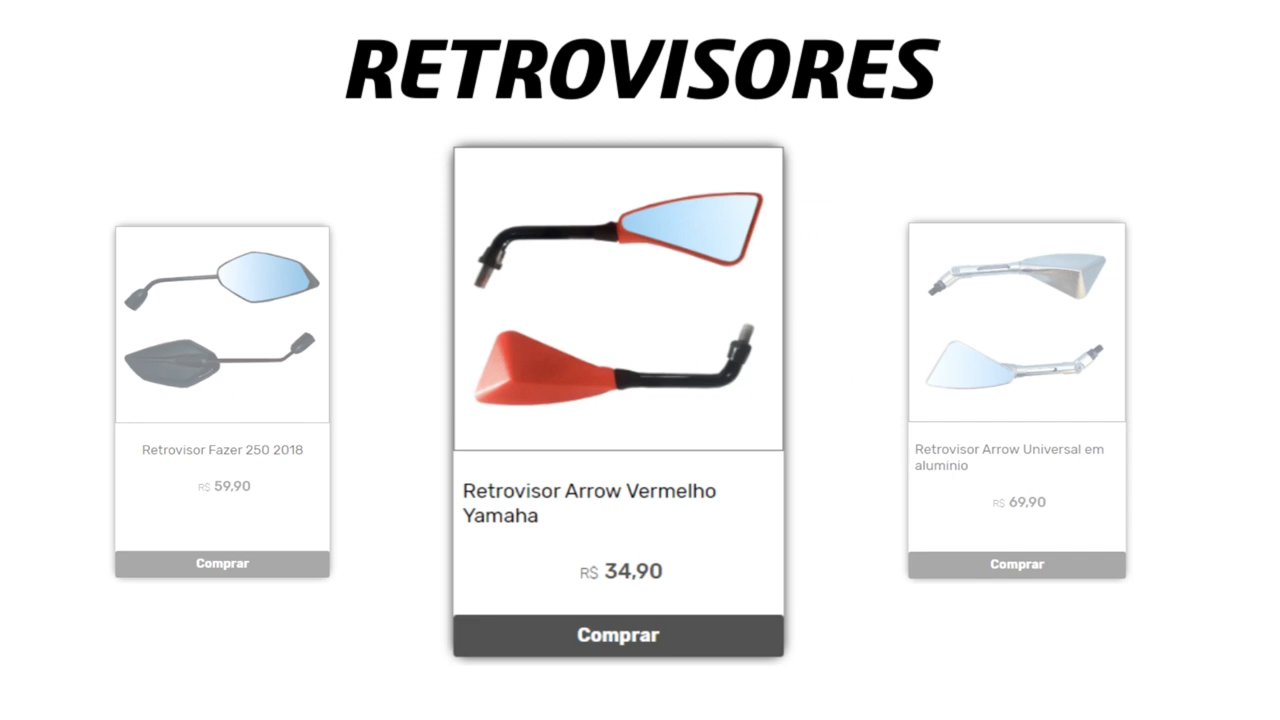 RETROVISORES
Retrovisor Fazer 250 2018
R$ 59,90
Comprar
Retrovisor Arrow Vermelho
Yamaha
R$ 34,90
Comprar
Retrovisor Arrow Universal em
aluminio
R$ 69,90
Comprar